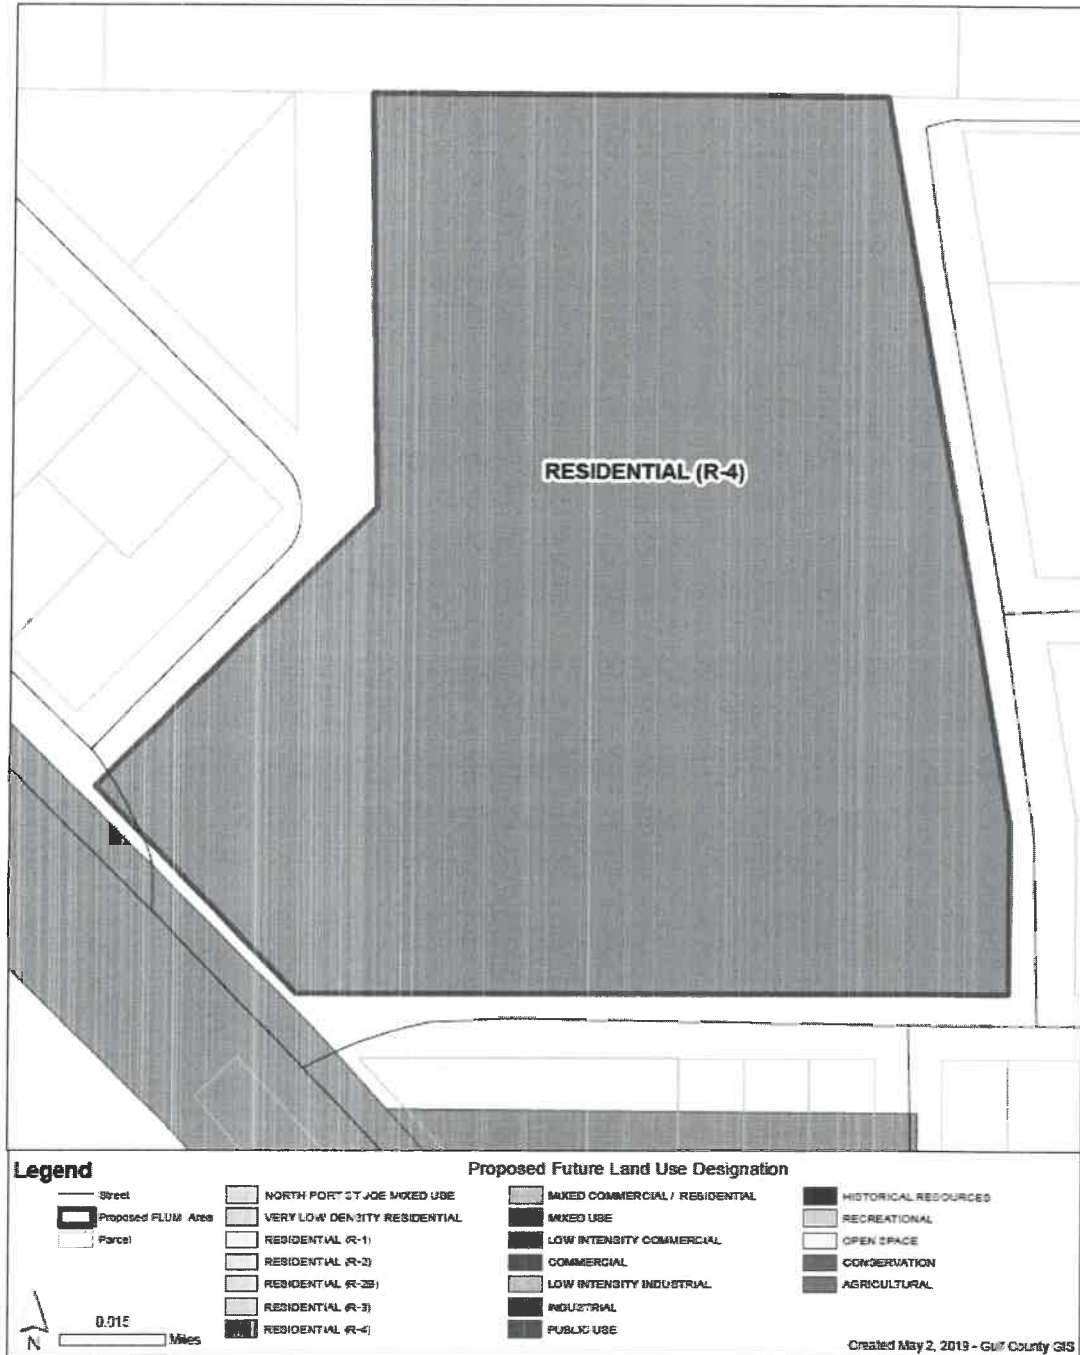 RESIDENTIAL (R-4)
Legend
Proposed Future Land Use Designation
Street
Proposed FLUM Area
Parcel
NORTH PORT ST JOE MIXED USE
VERY LOW DENSITY RESIDENTIAL
RESIDENTIAL (R-1)
RESIDENTIAL (R-2)
RESIDENTIAL (R-2B)
RESIDENTIAL (R-3)
RESIDENTIAL (R-4)
MIXED COMMERCIAL / RESIDENTIAL
MIXED USE
LOW INTENSITY COMMERCIAL
COMMERCIAL
LOW INTENSITY INDUSTRIAL
INDUSTRIAL
PUBLIC USE
HISTORICAL RESOURCES
RECREATIONAL
OPEN SPACE
CONSERVATION
AGRICULTURAL
N
0.015
Miles
Created May 2, 2019 - Gulf County GIS